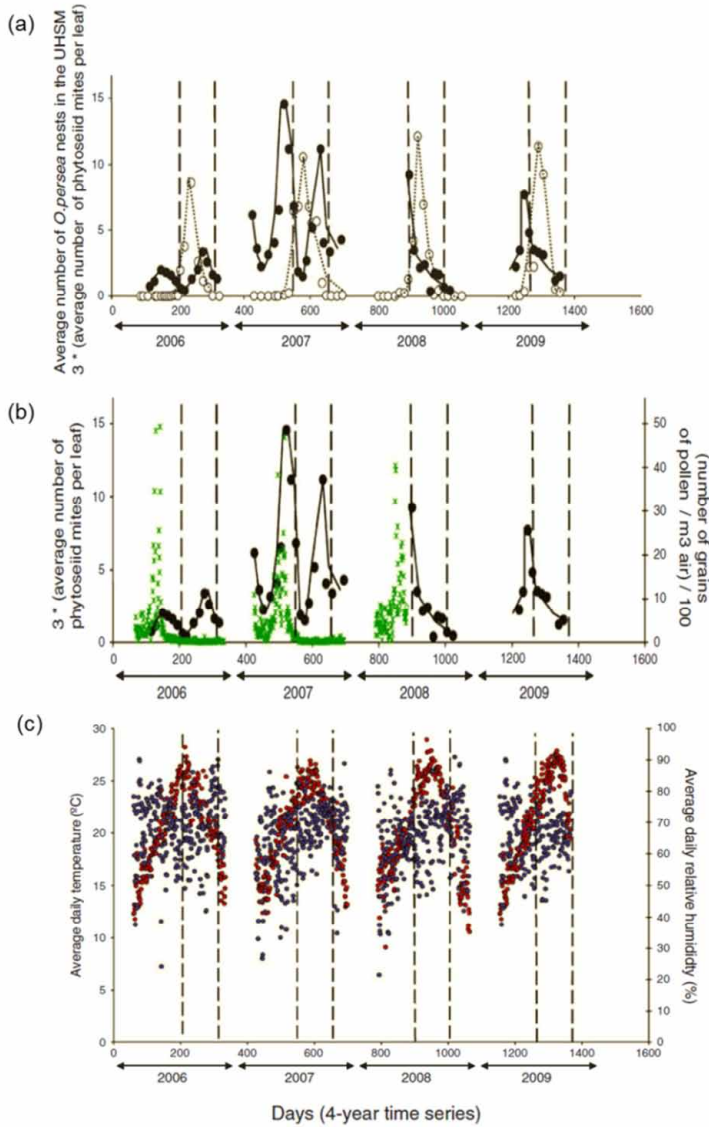 (a)
Average number of O.persea nests in the UHSM
3 * (average number of phytoseiid mites per leaf)
15
10
5
0
0 200 400 600 800 1000 1200 1400 1600
2006 2007 2008 2009
(b)
3 * (average number of
phytoseiid mites per leaf)
15
10
5
0
50
40
30
20
10
0
(number of grains
of pollen / m3 air) / 100
0 200 400 600 800 1000 1200 1400 1600
2006 2007 2008 2009
(c)
Average daily temperature (ºC)
30
25
20
15
10
5
0
100
90
80
70
60
50
40
30
20
10
0
Average daily relative humididty (%)
0 200 400 600 800 1000 1200 1400 1600
2006 2007 2008 2009
Days (4-year time series)